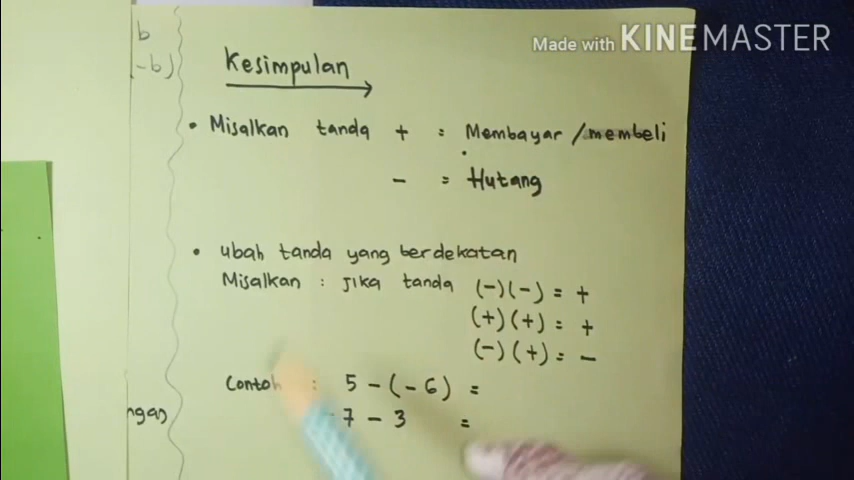 Made with KINEMASTER
b
(-b)
Kesimpulan
• Misalkan tanda + = Membayar / membeli
- = Hutang
• ubah tanda yang berdekatan
Misalkan : jika tanda (-)(-) = +
(+)(+) = +
(-)(+) = -
Contoh : 5 - (-6) =
7 - 3 =